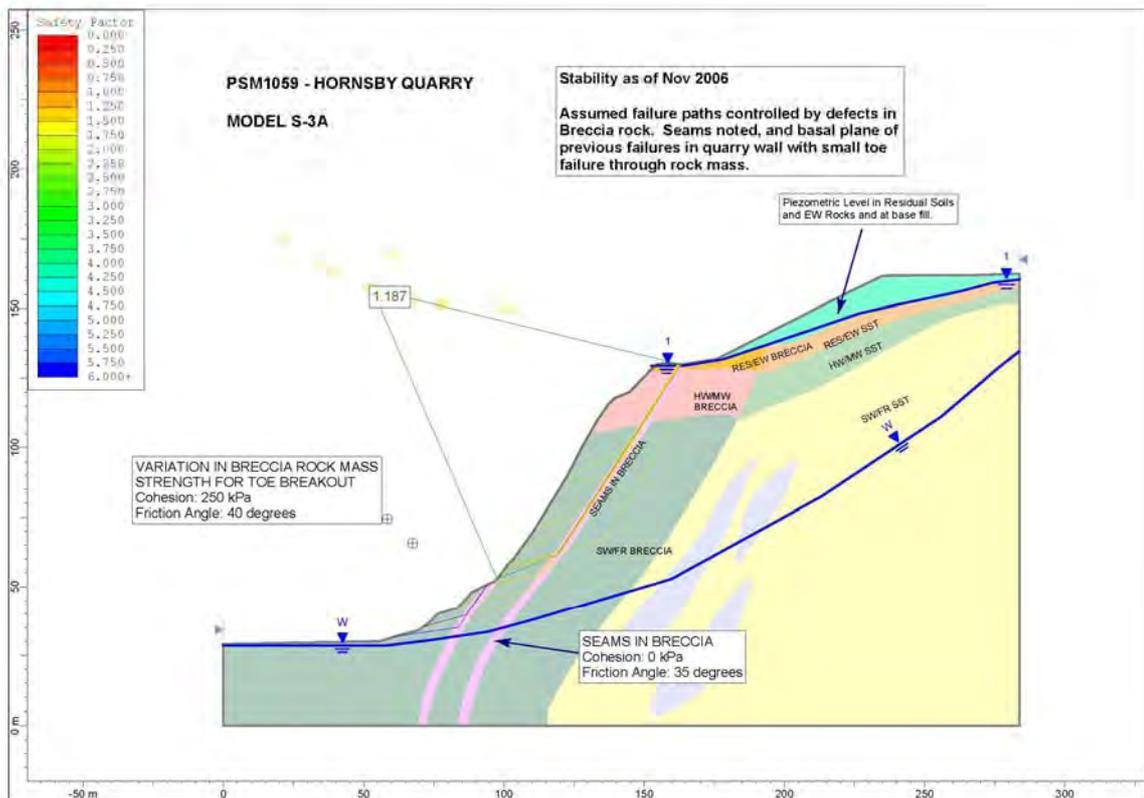 Safety Factor
0.000
0.250
0.500
0.750
1.000
1.250
1.500
1.750
2.000
2.250
2.500
2.750
3.000
3.250
3.500
3.750
4.000
4.250
4.500
4.750
5.000
5.250
5.500
5.750
6.000+
PSM1059 - HORNSBY QUARRY
MODEL S-3A
Stability as of Nov 2006
Assumed failure paths controlled by defects in
Breccia rock. Seams noted, and basal plane of
previous failures in quarry wall with small toe
failure through rock mass.
Piezometric Level in Residual Soils
and EW Rocks and at base fill.
1
1
1.187
RES/EW BRECCIA
RES/EW SST
HW/MW SST
HW/MW
BRECCIA
SW/FR SST
W
SEAMS IN BRECCIA
VARIATION IN BRECCIA ROCK MASS
STRENGTH FOR TOE BREAKOUT
Cohesion: 250 kPa
Friction Angle: 40 degrees
SW/FR BRECCIA
W
SEAMS IN BRECCIA
Cohesion: 0 kPa
Friction Angle: 35 degrees
250
200
150
100
50
0 m
-50 m
0
50
100
150
200
250
300